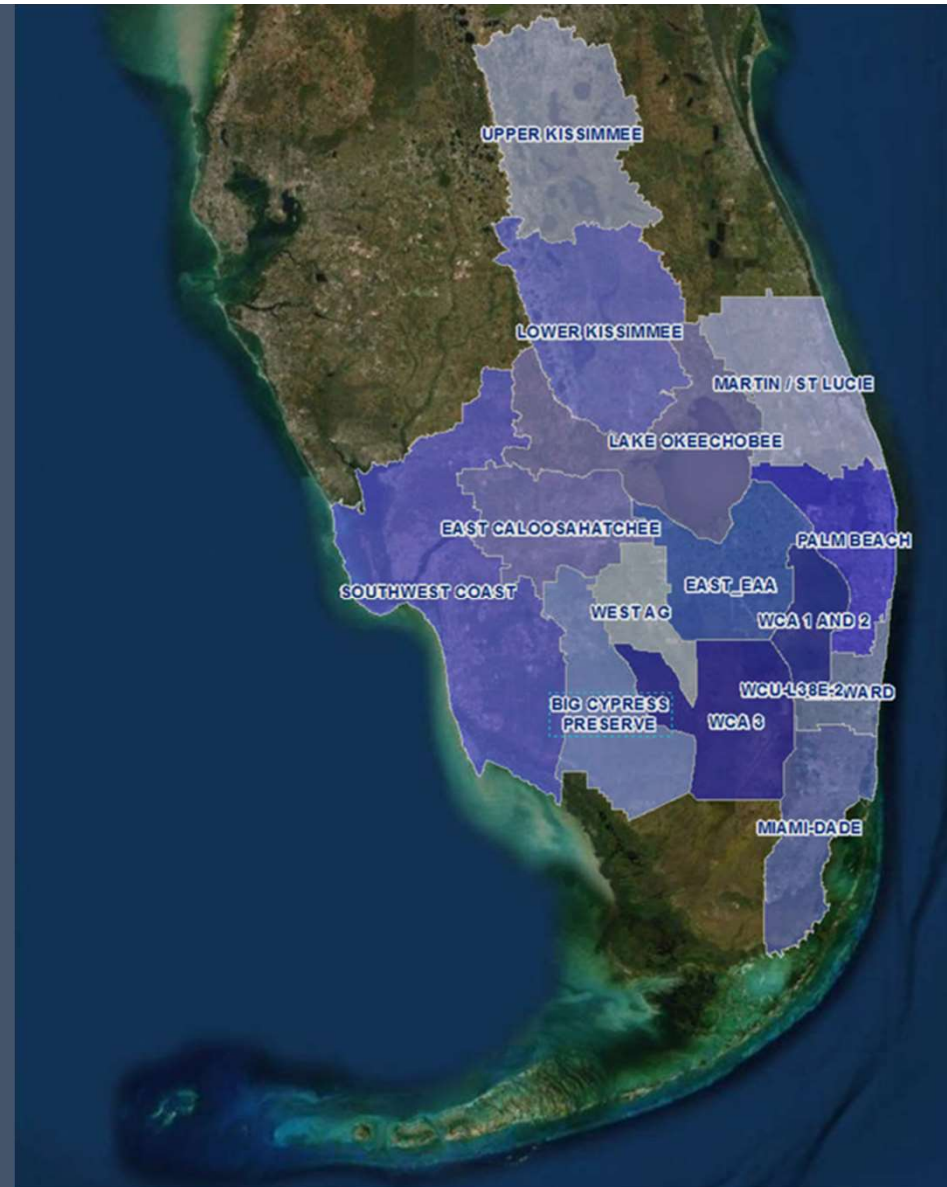 UPPER KISSIMMEE
LOWER KISSIMMEE
MARTIN / ST LUCIE
LAKE OKEECHOBEE
EAST CALOOSAHATCHEE
PALM BEACH
SOUTHWEST COAST
EAST_EAA
WEST AG
WCA 1 AND 2
WCU-L38E-2WARD
BIG CYPRESS
PRESERVE
WCA 3
MIAMI-DADE